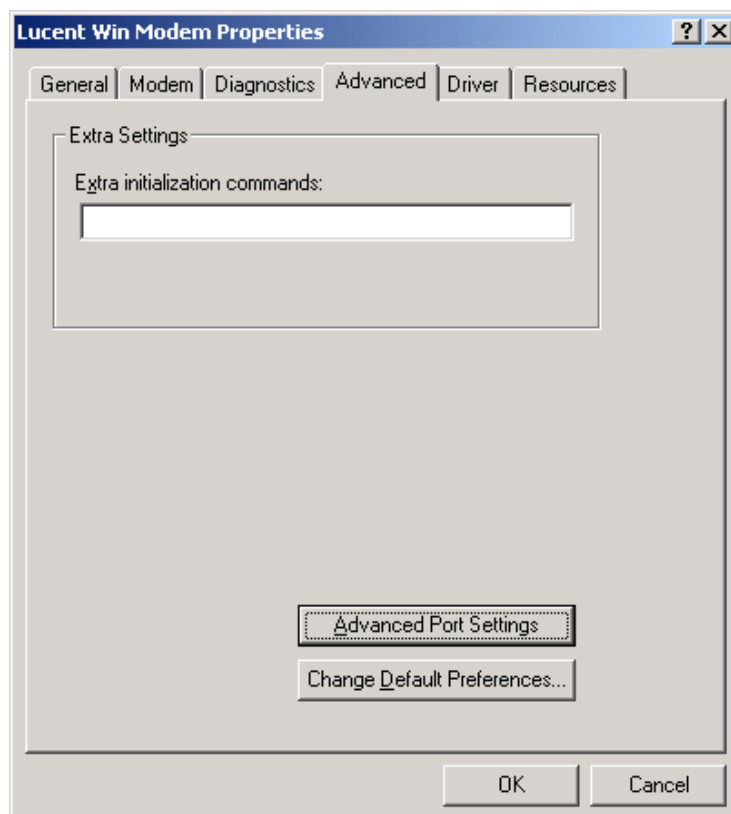 Lucent Win Modem Properties
General Modem Diagnostics Advanced Driver Resources
Extra Settings
Extra initialization commands:
Advanced Port Settings
Change Default Preferences...
OK Cancel